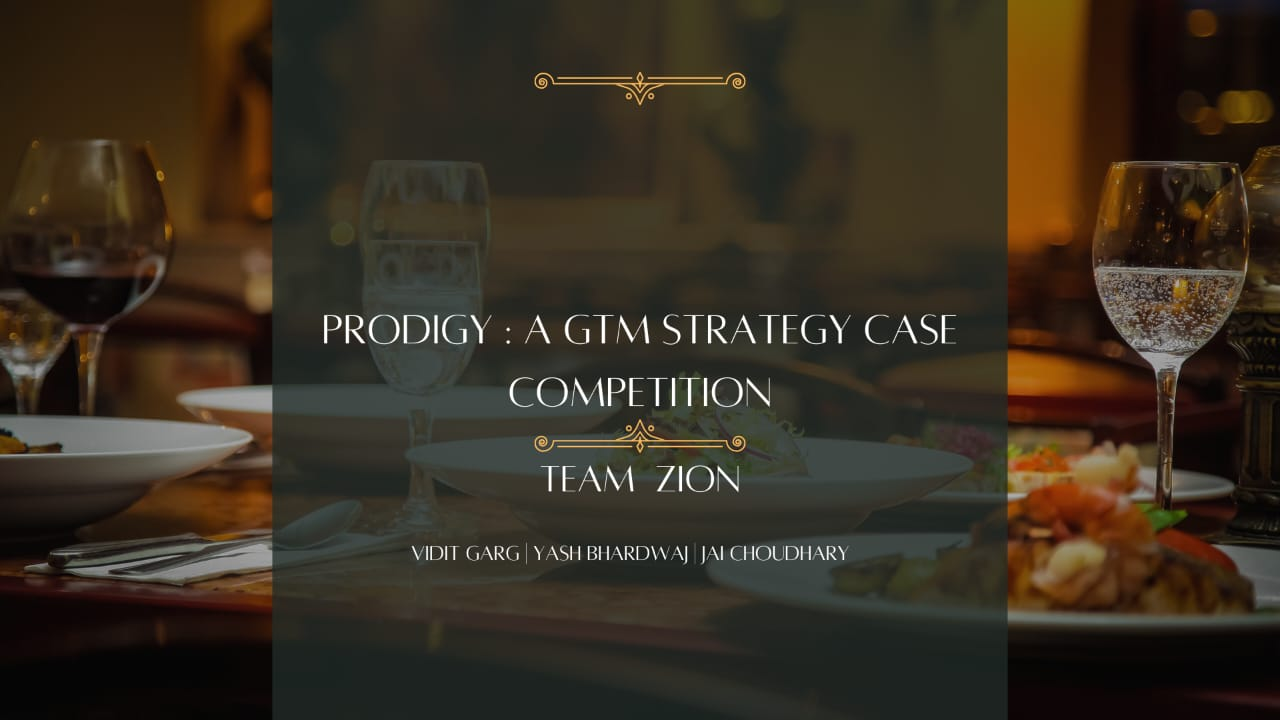 PRODIGY : A GTM STRATEGY CASE
COMPETITION
TEAM ZION
VIDIT GARG | YASH BHARDWAJ | JAI CHOUDHARY